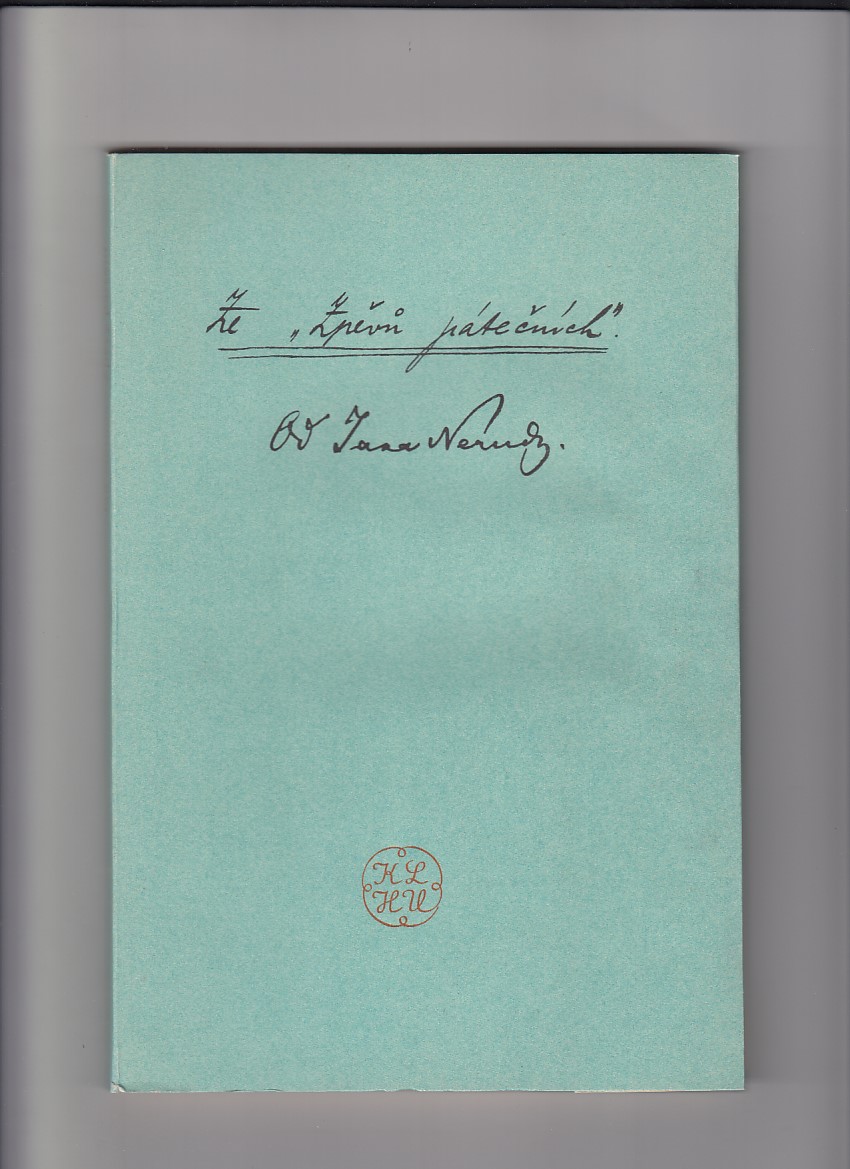 Ze „Zpěvů pátečních".
Od Jana Nerudy.
KL
HU